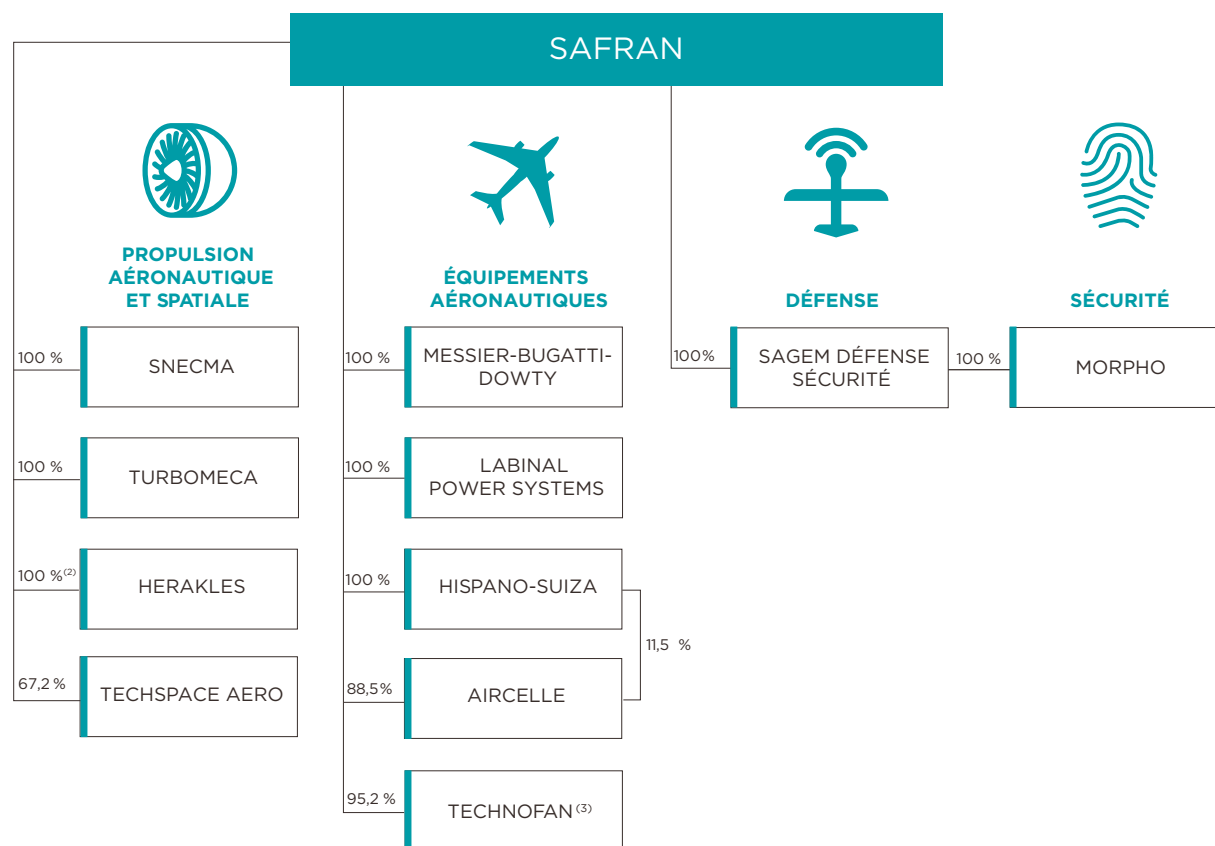 SAFRAN
PROPULSION
AÉRONAUTIQUE
ET SPATIALE
100 %
SNECMA
100 %
TURBOMECA
100 %(2)
HERAKLES
67,2 %
TECHSPACE AERO
ÉQUIPEMENTS
AÉRONAUTIQUES
100 %
MESSIER-BUGATTI-
DOWTY
100 %
LABINAL
POWER SYSTEMS
100 %
HISPANO-SUIZA
11,5 %
88,5%
AIRCELLE
95,2 %
TECHNOFAN(3)
DÉFENSE
100%
SAGEM DÉFENSE
SÉCURITÉ
SÉCURITÉ
100 %
MORPHO